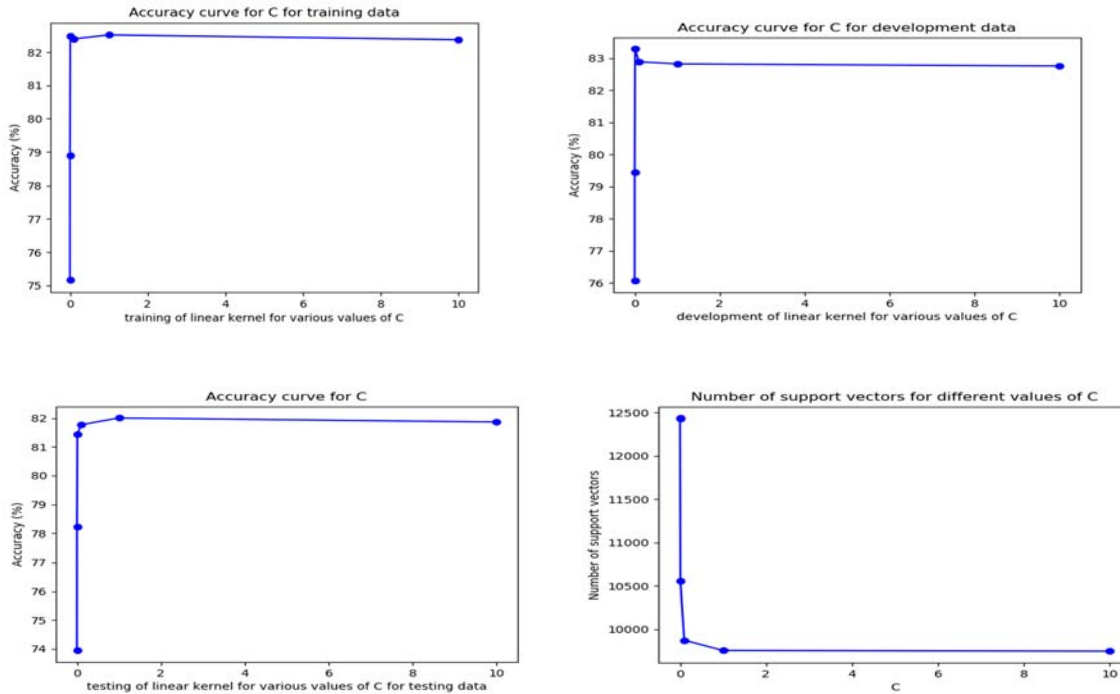 Accuracy curve for C for training data
82
81
80
79
78
77
76
75
Accuracy (%)
0 2 4 6 8 10
training of linear kernel for various values of C
Accuracy curve for C for development data
83
82
81
80
79
78
77
76
Accuracy (%)
0 2 4 6 8 10
development of linear kernel for various values of C
Accuracy curve for C
82
81
80
79
78
77
76
75
74
Accuracy (%)
0 2 4 6 8 10
testing of linear kernel for various values of C for testing data
Number of support vectors for different values of C
12500
12000
11500
11000
10500
10000
Number of support vectors
0 2 4 6 8 10
C